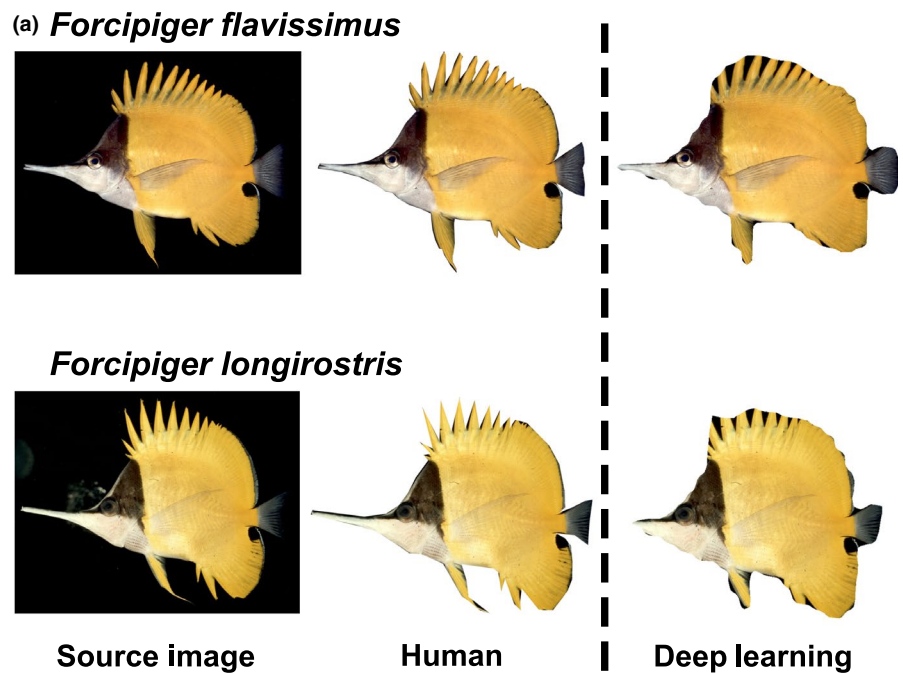 (a) Forcipiger flavissimus
Forcipiger longirostris
Source image Human Deep learning